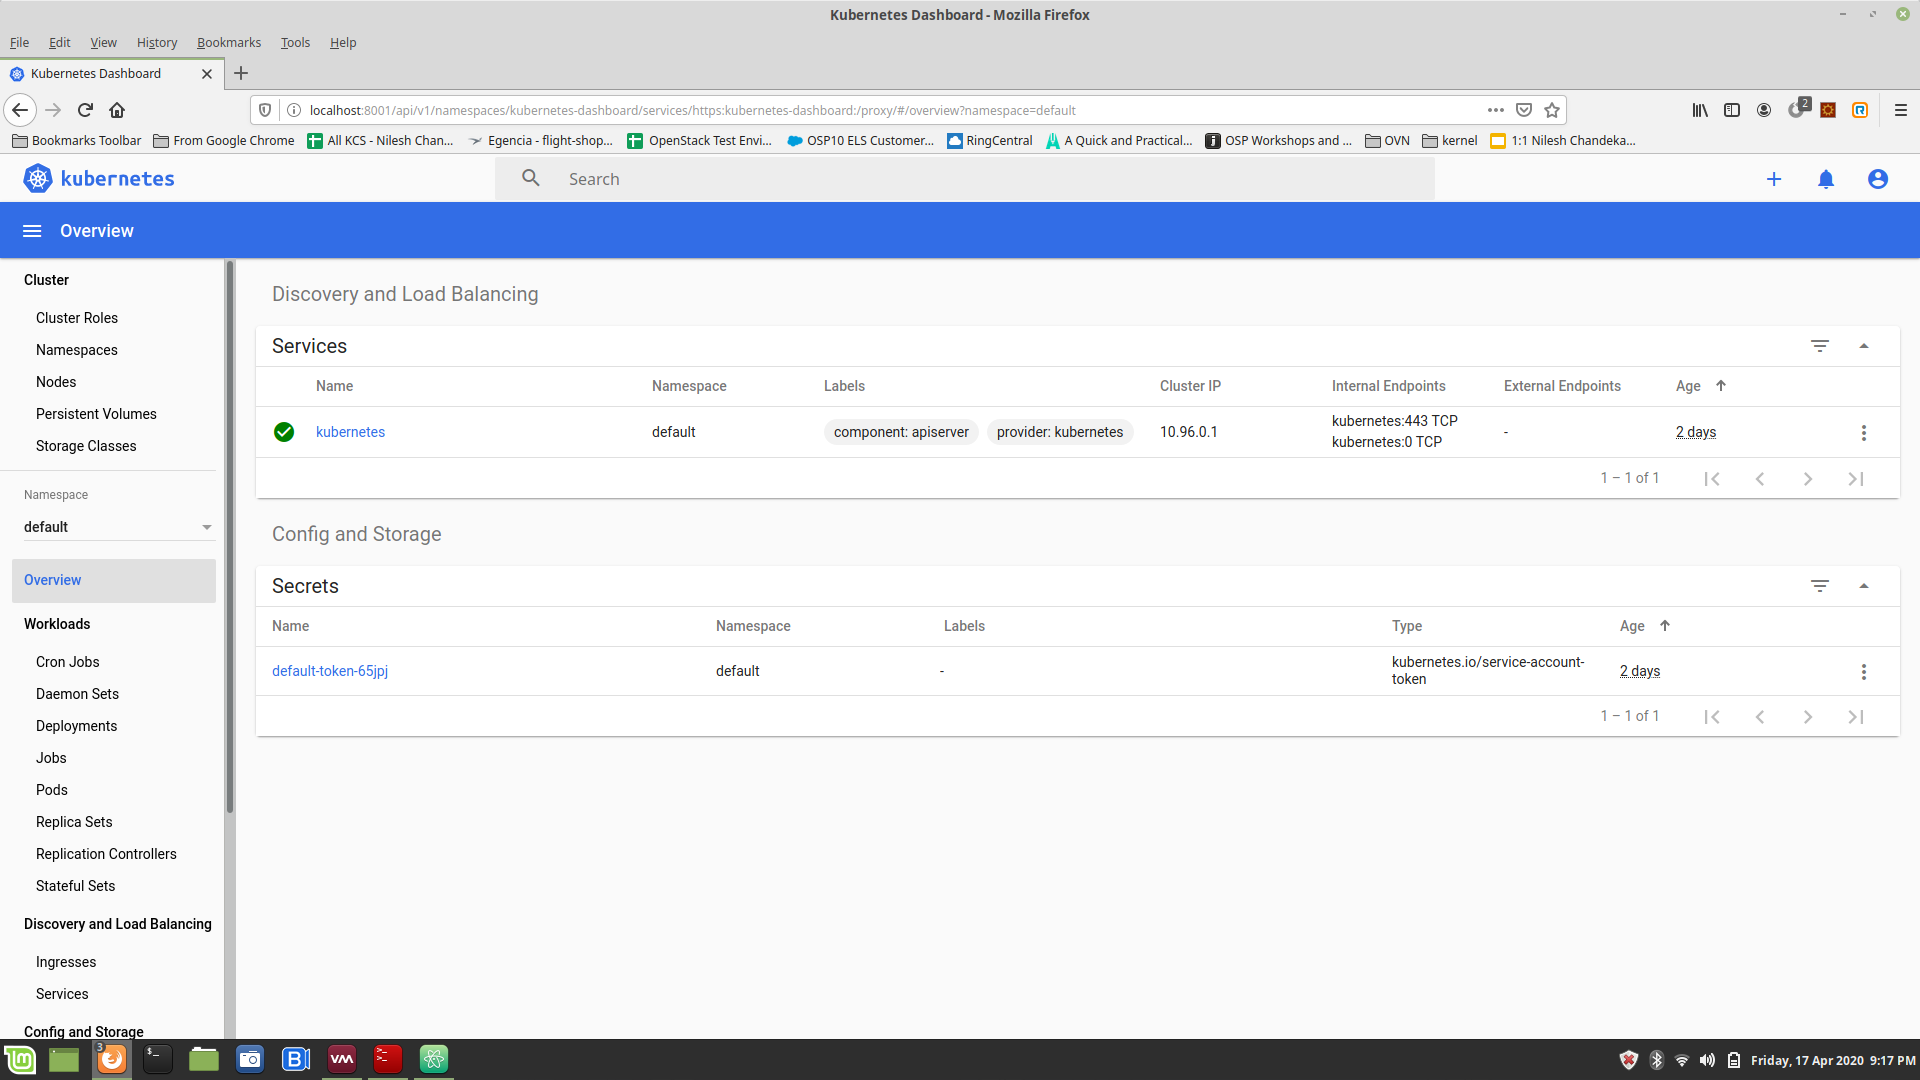 Kubernetes Dashboard - Mozilla Firefox
File Edit View History Bookmarks Tools Help
Kubernetes Dashboard
localhost:8001/api/v1/namespaces/kubernetes-dashboard/services/https:kubernetes-dashboard:/proxy/#/overview?namespace=default
2
Bookmarks Toolbar From Google Chrome All KCS - Nilesh Chan... Egencia - flight-shop... OpenStack Test Envi... OSP10 ELS Customer... RingCentral A Quick and Practical... OSP Workshops and ... OVN kernel 1:1 Nilesh Chandeka...
kubernetes
Search
Overview
Cluster
Cluster Roles
Namespaces
Nodes
Persistent Volumes
Storage Classes
Namespace
default
Overview
Workloads
Cron Jobs
Daemon Sets
Deployments
Jobs
Pods
Replica Sets
Replication Controllers
Stateful Sets
Discovery and Load Balancing
Ingresses
Services
Config and Storage
Discovery and Load Balancing
Services
Name Namespace Labels Cluster IP Internal Endpoints External Endpoints Age
kubernetes default component: apiserver provider: kubernetes 10.96.0.1 kubernetes:443 TCP - 2 days
kubernetes:0 TCP
1 – 1 of 1
Config and Storage
Secrets
Name Namespace Labels Type Age
default-token-65jpj default - kubernetes.io/service-account- 2 days
token
1 – 1 of 1
3
Friday, 17 Apr 2020 9:17 PM